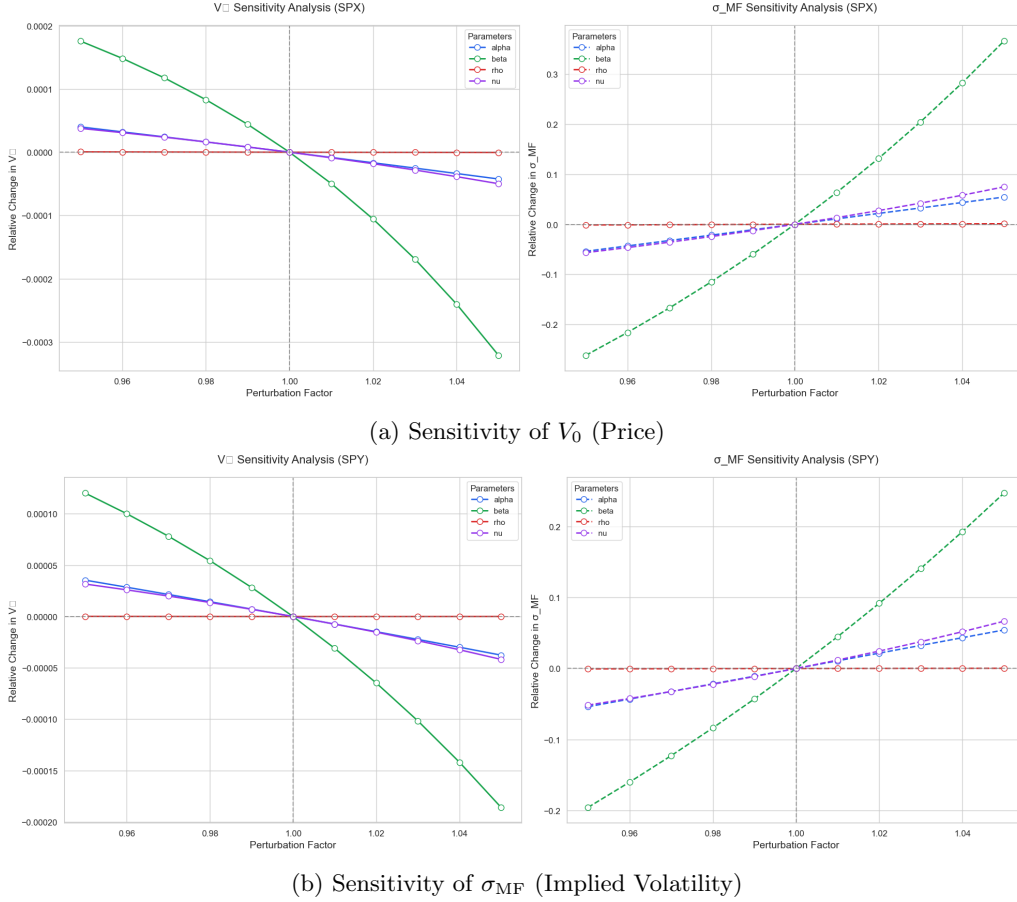 V□ Sensitivity Analysis (SPX)
Relative Change in V□
0.0002
0.0001
0.0000
−0.0001
−0.0002
−0.0003
0.96
0.98
1.00
1.02
1.04
Perturbation Factor
Parameters
alpha
beta
rho
nu
σ_MF Sensitivity Analysis (SPX)
Relative Change in σ_MF
0.3
0.2
0.1
0.0
−0.1
−0.2
0.96
0.98
1.00
1.02
1.04
Perturbation Factor
Parameters
alpha
beta
rho
nu
(a) Sensitivity of V₀ (Price)
V□ Sensitivity Analysis (SPY)
Relative Change in V□
0.00010
0.00005
0.00000
−0.00005
−0.00010
−0.00015
−0.00020
0.96
0.98
1.00
1.02
1.04
Perturbation Factor
Parameters
alpha
beta
rho
nu
σ_MF Sensitivity Analysis (SPY)
Relative Change in σ_MF
0.2
0.1
0.0
−0.1
−0.2
0.96
0.98
1.00
1.02
1.04
Perturbation Factor
Parameters
alpha
beta
rho
nu
(b) Sensitivity of σMF (Implied Volatility)